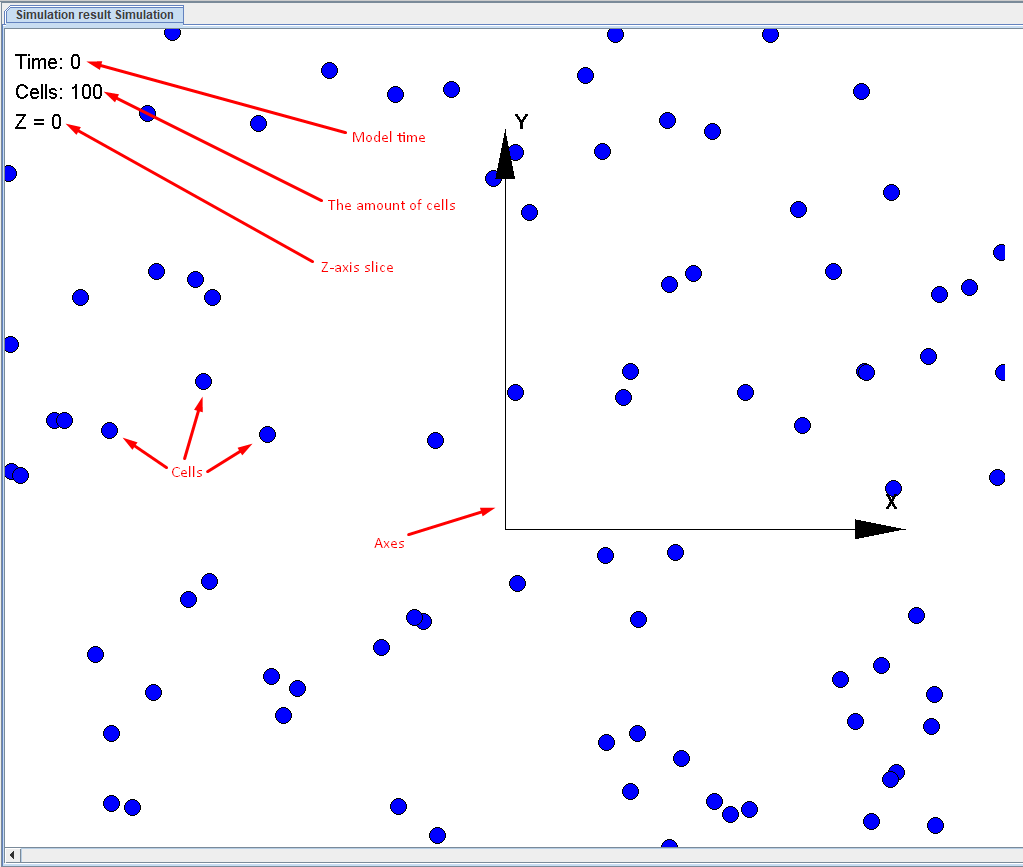 Simulation result Simulation
Time: 0
Cells: 100
Z = 0
Y
Model time
The amount of cells
Z-axis slice
Cells
X
Axes